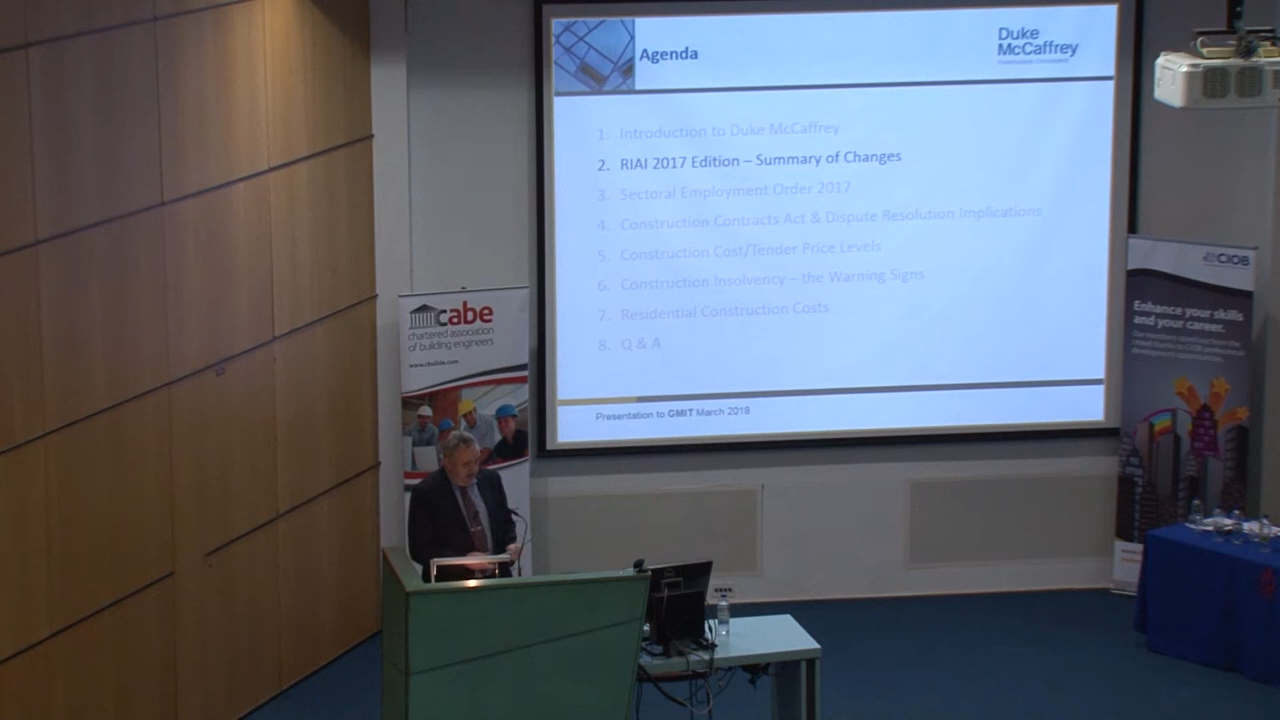 Agenda
Duke
McCaffrey
1. Introduction to Duke McCaffrey
2. RIAI 2017 Edition – Summary of Changes
3. Sectoral Employment Order 2017
4. Construction Contracts Act & Dispute Resolution Implications
5. Construction Cost/Tender Price Levels
6. Construction Insolvency – the Warning Signs
7. Residential Construction Costs
8. Q & A
Presentation to GMIT March 2018
cabe
chartered association
of building engineers
CIOB
Enhance your skills
and your career.